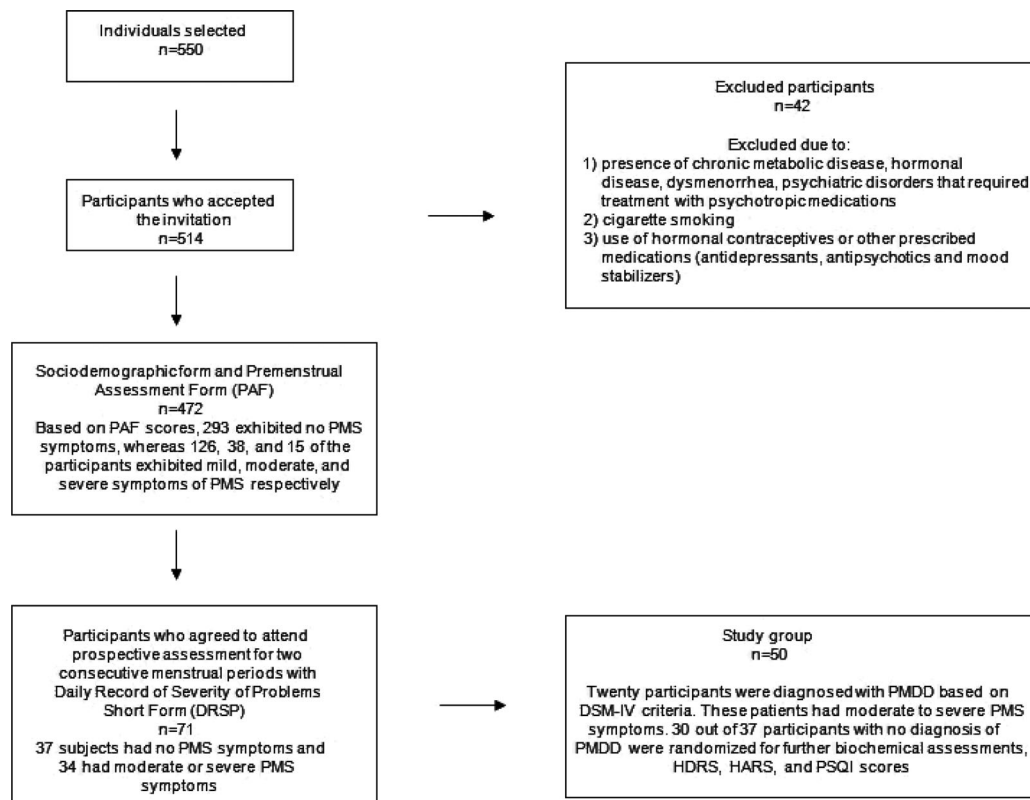 Individuals selected
n=550
Participants who accepted
the invitation
n=514
Excluded participants
n=42
Excluded due to:
1) presence of chronic metabolic disease, hormonal
disease, dysmenorrhea, psychiatric disorders that required
treatment with psychotropic medications
2) cigarette smoking
3) use of hormonal contraceptives or other prescribed
medications (antidepressants, antipsychotics and mood
stabilizers)
Sociodemographic form and Premenstrual
Assessment Form (PAF)
n=472
Based on PAF scores, 293 exhibited no PMS
symptoms, whereas 126, 38, and 15 of the
participants exhibited mild, moderate, and
severe symptoms of PMS respectively
Participants who agreed to attend
prospective assessment for two
consecutive menstrual periods with
Daily Record of Severity of Problems
Short Form (DRSP)
n=71
37 subjects had no PMS symptoms and
34 had moderate or severe PMS
symptoms
Study group
n=50
Twenty participants were diagnosed with PMDD based on
DSM-IV criteria. These patients had moderate to severe PMS
symptoms. 30 out of 37 participants with no diagnosis of
PMDD were randomized for further biochemical assessments,
HDRS, HARS, and PSQI scores